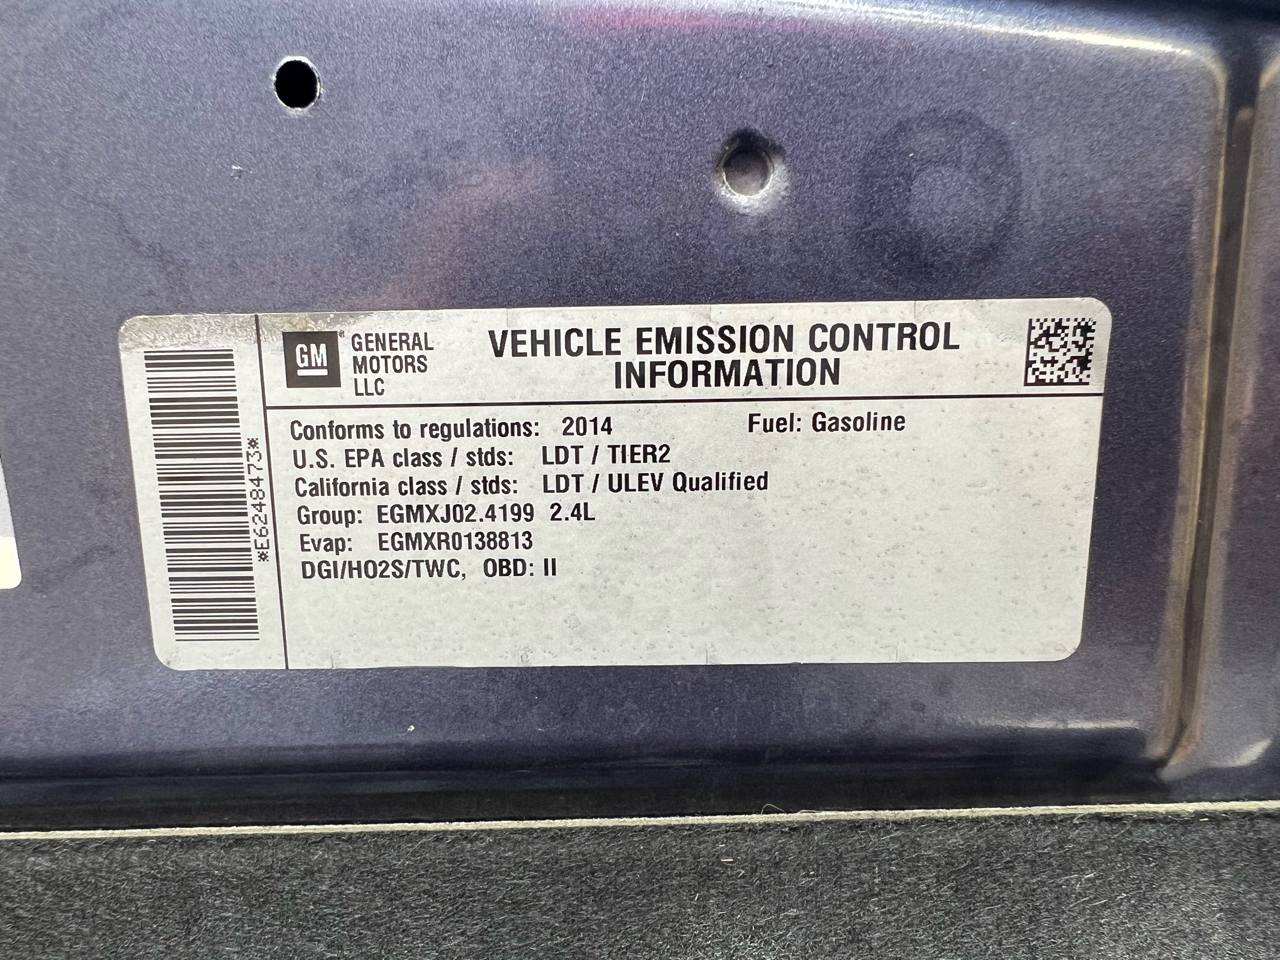 GM
GENERAL
MOTORS
LLC
VEHICLE EMISSION CONTROL
INFORMATION
Conforms to regulations: 2014 Fuel: Gasoline
U.S. EPA class / stds: LDT / TIER2
California class / stds: LDT / ULEV Qualified
Group: EGMXJ02.4199 2.4L
Evap: EGMXR0138813
DGI/HO2S/TWC, OBD: II
*E6248473*